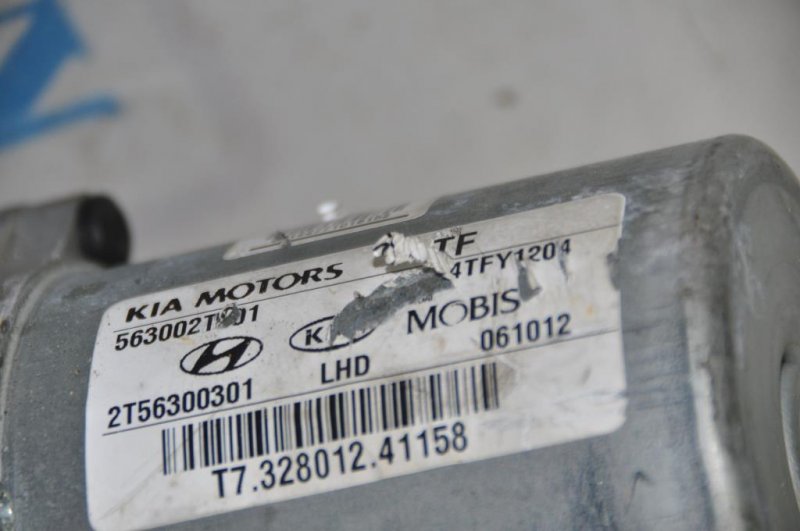 KIA MOTORS TF
4TFY1204
MOBIS
LHD 061012
2T56300301
T7.328012.41158